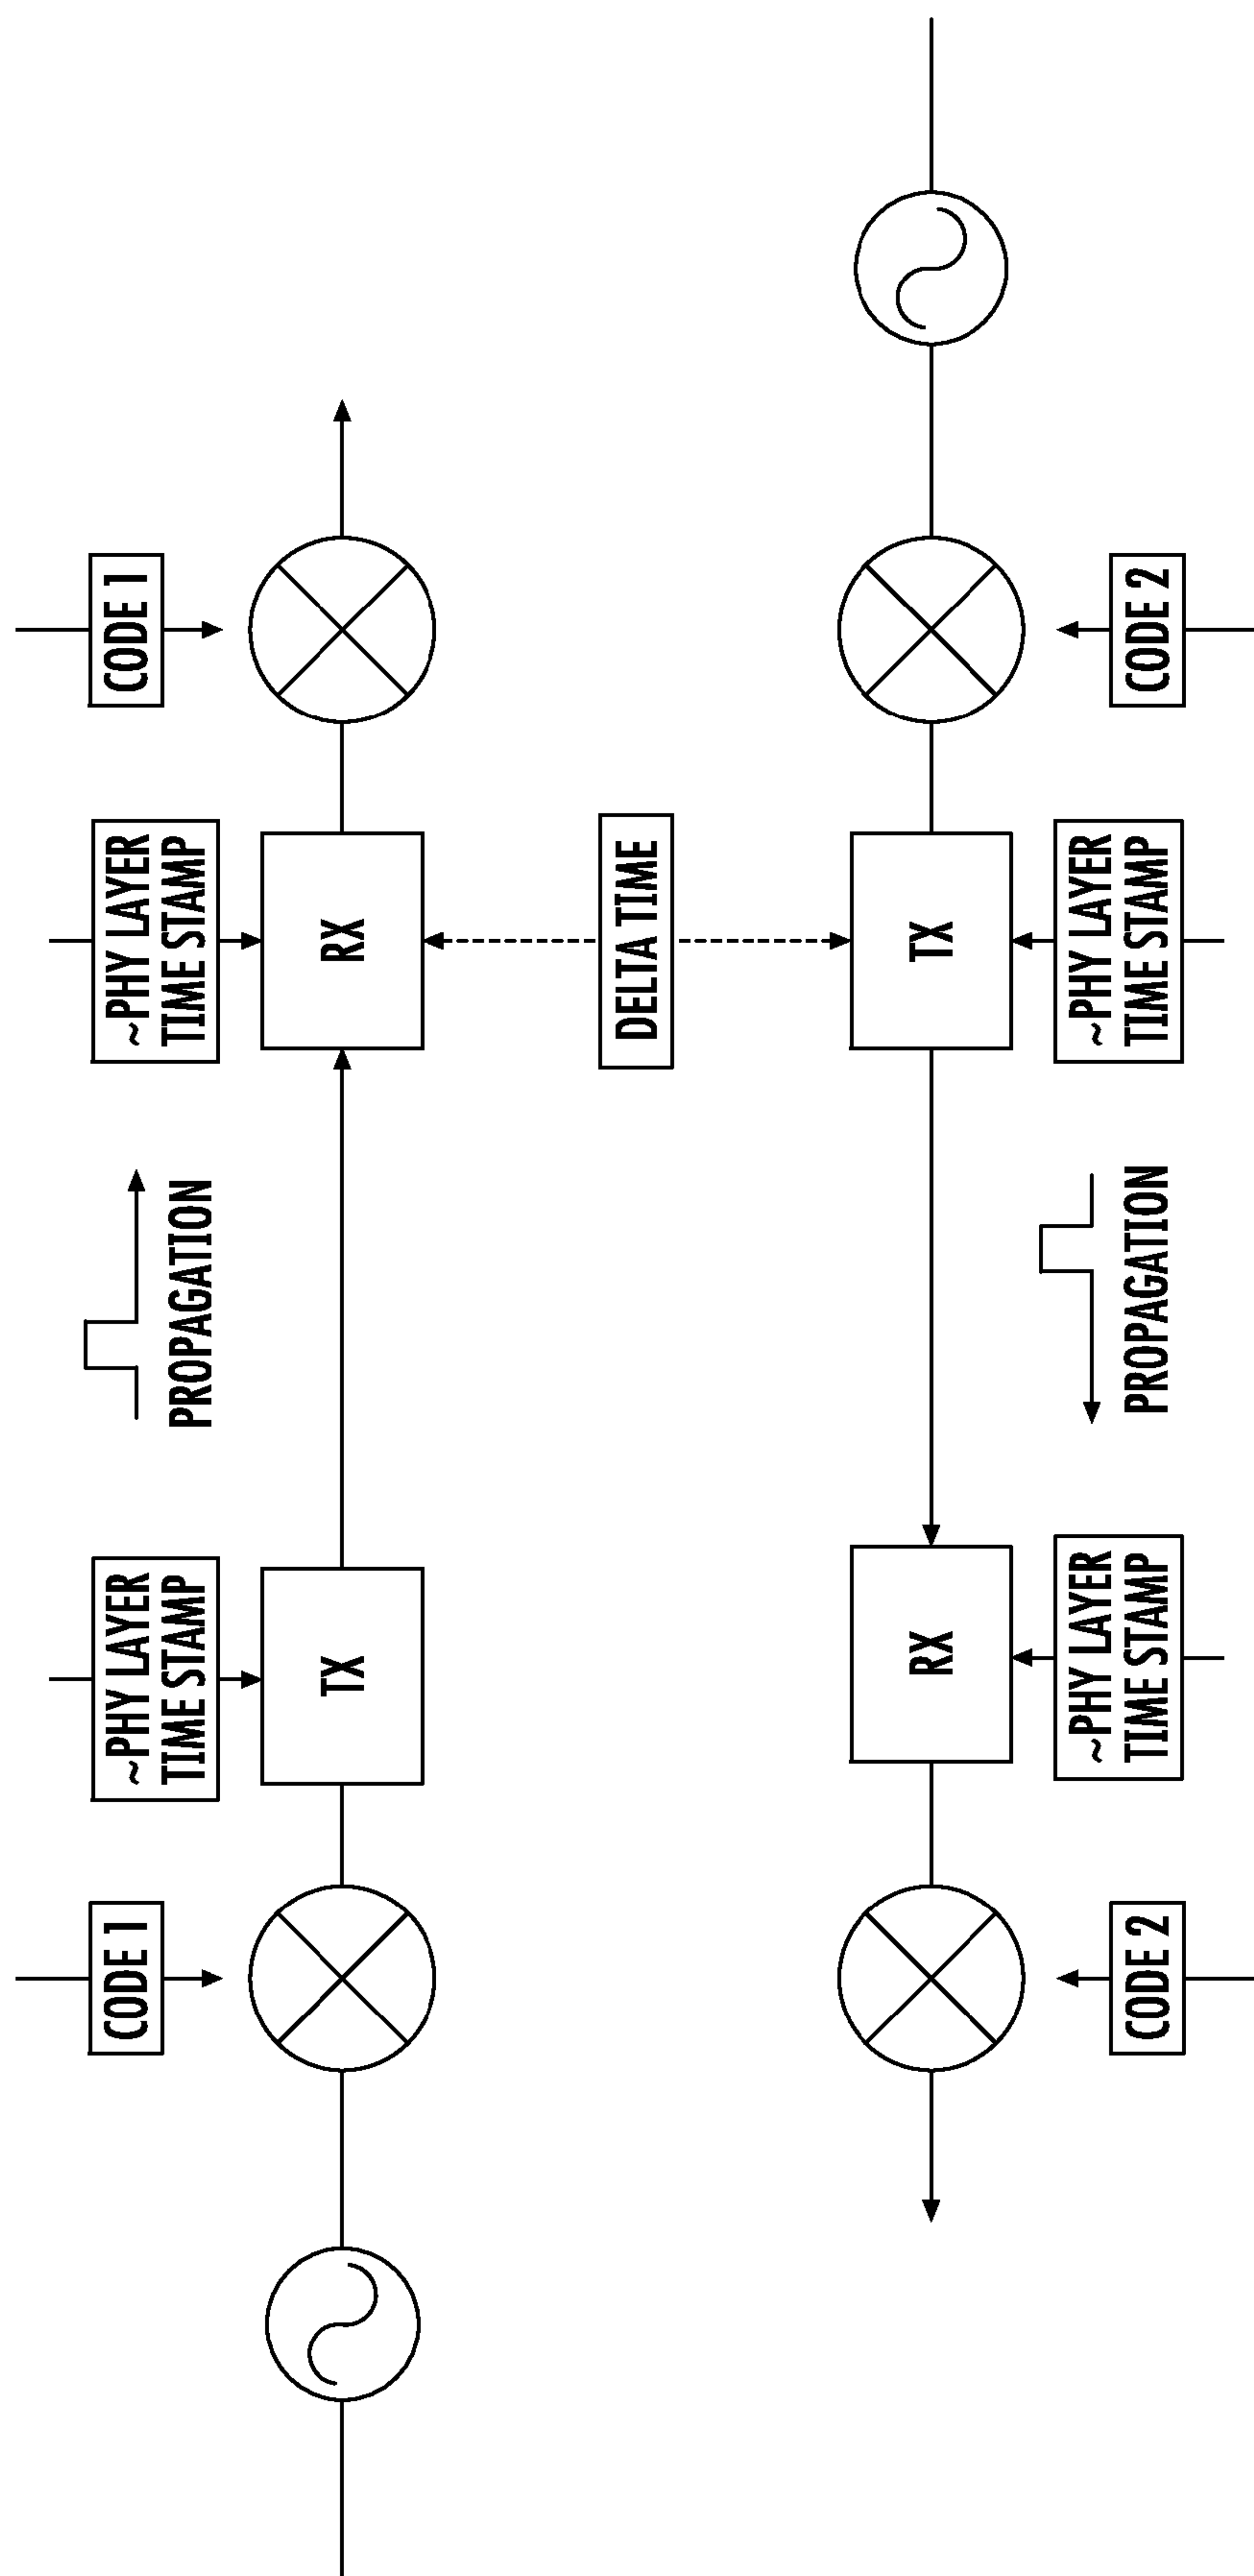 CODE 1
~PHY LAYER
TIME STAMP
PROPAGATION
~PHY LAYER
TIME STAMP
CODE 1
TX
RX
DELTA TIME
RX
TX
CODE 2
~PHY LAYER
TIME STAMP
PROPAGATION
~PHY LAYER
TIME STAMP
CODE 2